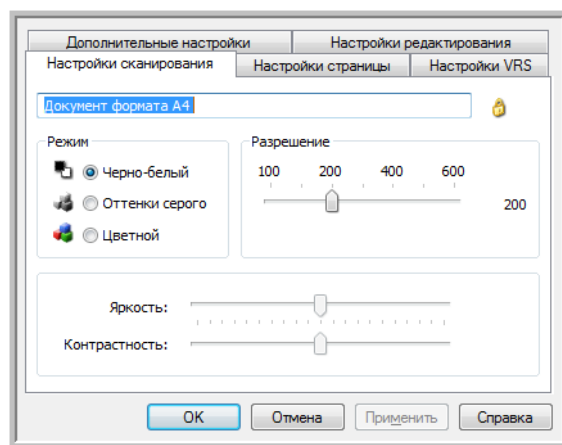 Дополнительные настройки Настройки редактирования
Настройки сканирования Настройки страницы Настройки VRS
Документ формата А4
Режим Разрешение
100 200 400 600
Черно-белый
Оттенки серого 200
Цветной
Яркость:
Контрастность:
OK Отмена Применить Справка